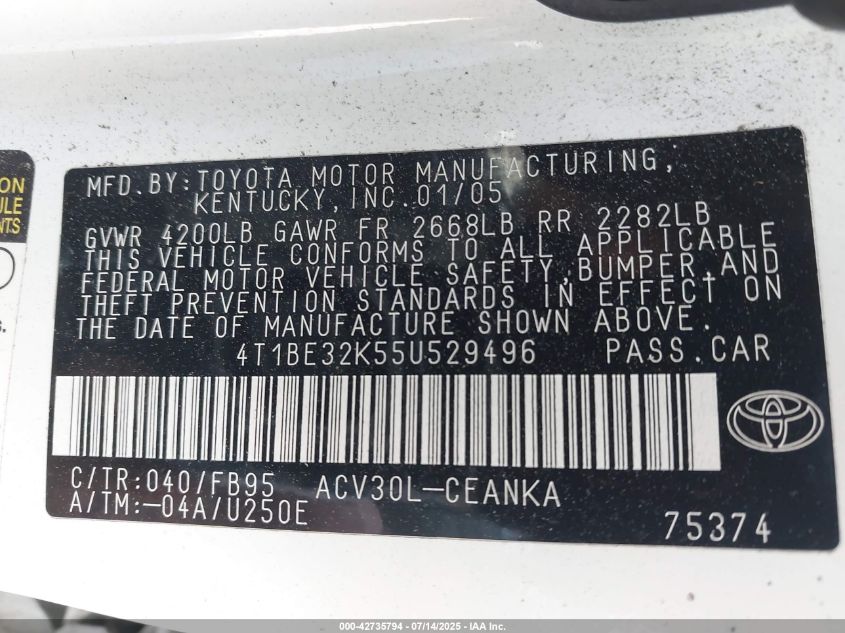 ON
ULE
NTS
S.
MFD.BY:TOYOTA MOTOR MANUFACTURING,
KENTUCKY,INC.01/05
GVWR 4200LB GAWR FR 2668LB RR 2282LB
THIS VEHICLE CONFORMS TO ALL APPLICABLE
FEDERAL MOTOR VEHICLE SAFETY,BUMPER,AND
THEFT PREVENTION STANDARDS IN EFFECT ON
THE DATE OF MANUFACTURE SHOWN ABOVE.
4T1BE32K55U529496 PASS.CAR
C/TR:040/FB95 ACV30L-CEANKA
A/TM:-04A/U250E
75374
000-42735794 - 07/14/2025 - IAA Inc.